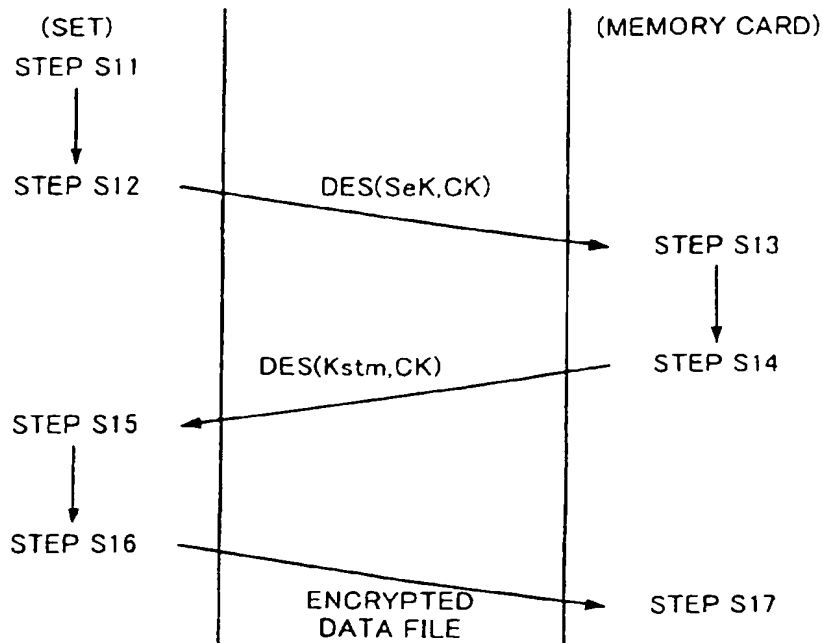 (SET)
(MEMORY CARD)
STEP S11
STEP S12
DES(SeK,CK)
STEP S13
DES(Kstm,CK)
STEP S14
STEP S15
STEP S16
ENCRYPTED
DATA FILE
STEP S17